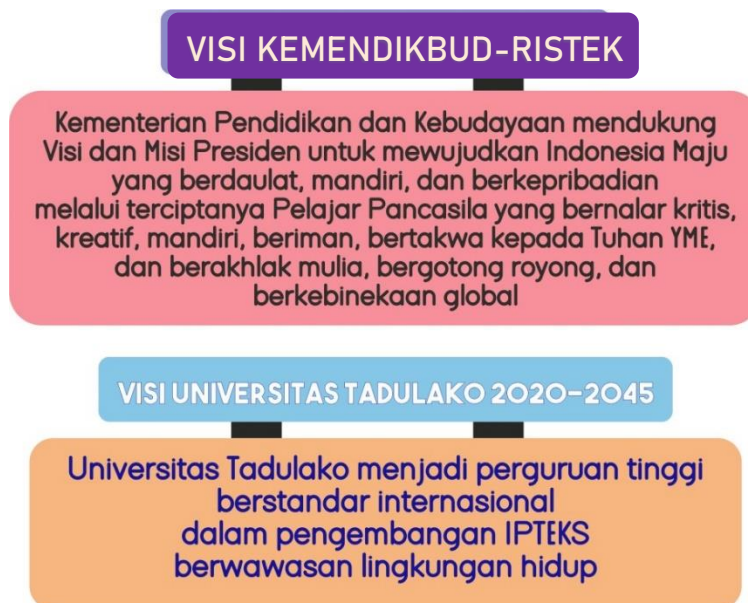 VISI KEMENDIKBUD-RISTEK
Kementerian Pendidikan dan Kebudayaan mendukung
Visi dan Misi Presiden untuk mewujudkan Indonesia Maju
yang berdaulat, mandiri, dan berkepribadian
melalui terciptanya Pelajar Pancasila yang bernalar kritis,
kreatif, mandiri, beriman, bertakwa kepada Tuhan YME,
dan berakhlak mulia, bergotong royong, dan
berkebinekaan global
VISI UNIVERSITAS TADULAKO 2020-2045
Universitas Tadulako menjadi perguruan tinggi
berstandar internasional
dalam pengembangan IPTEKS
berwawasan lingkungan hidup